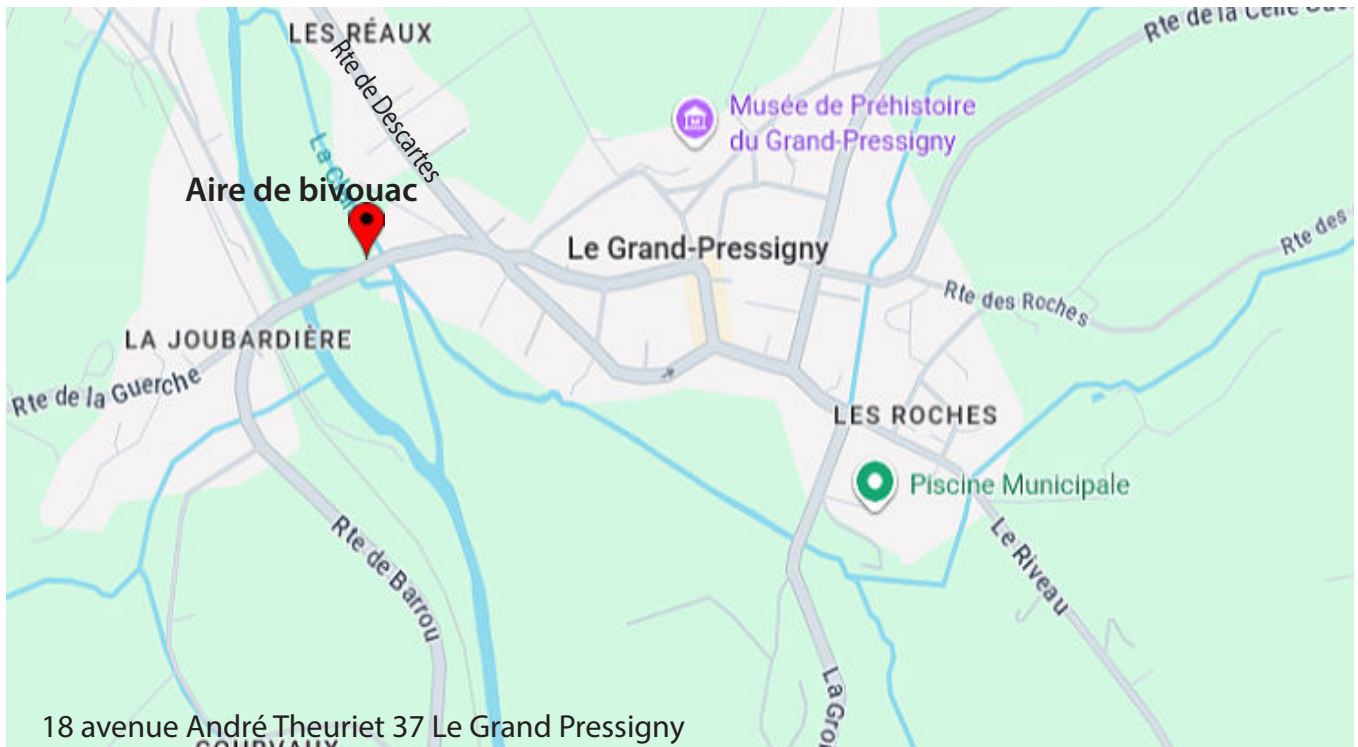 LES RÉAUX
Rte de Descartes
Rte de la Celle
Musée de Préhistoire
du Grand-Pressigny
Aire de bivouac
Le Grand-Pressigny
Rte des
Rte des Roches
LA JOUBARDIÈRE
Rte de la Guerche
LES ROCHES
Piscine Municipale
Le Riveau
Rte de Barrou
18 avenue André Theuriet 37 Le Grand Pressigny